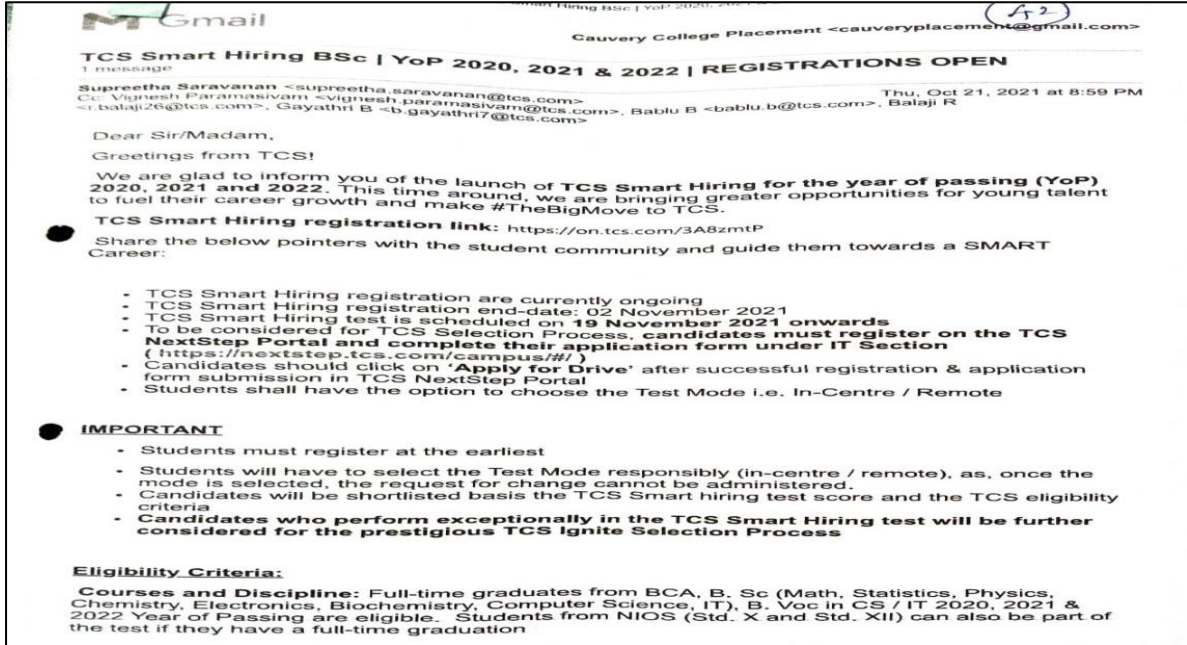 Gmail
Cauvery College Placement <cauveryplacement@gmail.com>
TCS Smart Hiring BSc | YoP 2020, 2021 & 2022 | REGISTRATIONS OPEN
1 message
Supreetha Saravanan <supreetha.saravanan@tcs.com> Thu, Oct 21, 2021 at 8:59 PM
Cc: Vignesh Paramasivam <vignesh.paramasivam@tcs.com>
<r.balaji26@tcs.com>, Gayathri B <b.gayathri7@tcs.com>, Bablu B <bablu.b@tcs.com>, Balaji R
Dear Sir/Madam,
Greetings from TCS!
We are glad to inform you of the launch of TCS Smart Hiring for the year of passing (YoP)
2020, 2021 and 2022. This time around, we are bringing greater opportunities for young talent
to fuel their career growth and make #TheBigMove to TCS.
TCS Smart Hiring registration link: https://on.tcs.com/3A8zmtP
Share the below pointers with the student community and guide them towards a SMART
Career:
• TCS Smart Hiring registration are currently ongoing
• TCS Smart Hiring registration end-date: 02 November 2021
• TCS Smart Hiring test is scheduled on 19 November 2021 onwards
• To be considered for TCS Selection Process, candidates must register on the TCS
NextStep Portal and complete their application form under IT Section
( https://nextstep.tcs.com/campus/#/ )
• Candidates should click on 'Apply for Drive' after successful registration & application
form submission in TCS NextStep Portal
• Students shall have the option to choose the Test Mode i.e. In-Centre / Remote
IMPORTANT
• Students must register at the earliest
• Students will have to select the Test Mode responsibly (in-centre / remote), as, once the
mode is selected, the request for change cannot be administered.
• Candidates will be shortlisted basis the TCS Smart hiring test score and the TCS eligibility
criteria
• Candidates who perform exceptionally in the TCS Smart Hiring test will be further
considered for the prestigious TCS Ignite Selection Process
Eligibility Criteria:
Courses and Discipline: Full-time graduates from BCA, B. Sc (Math, Statistics, Physics,
Chemistry, Electronics, Biochemistry, Computer Science, IT), B. Voc in CS / IT 2020, 2021 &
2022 Year of Passing are eligible. Students from NIOS (Std. X and Std. XII) can also be part of
the test if they have a full-time graduation